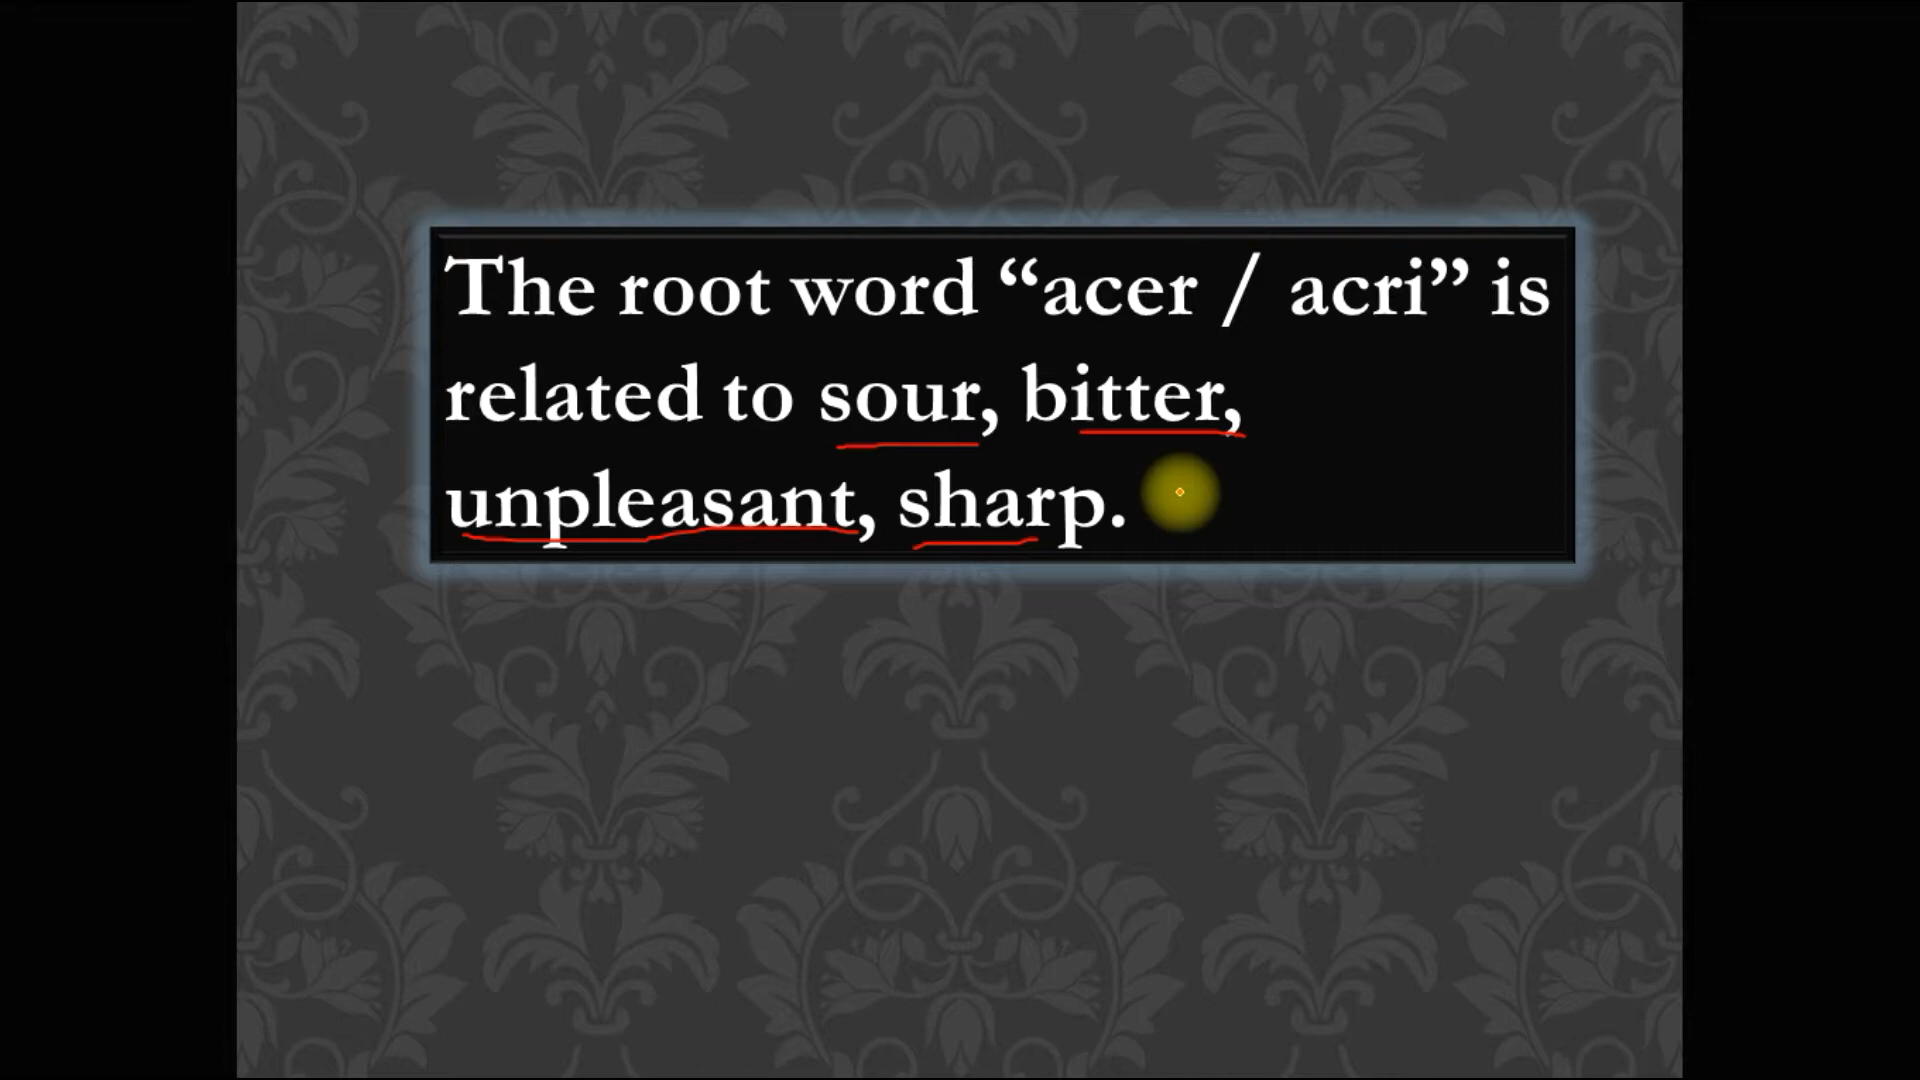 The root word “acer / acri” is
related to sour, bitter,
unpleasant, sharp.